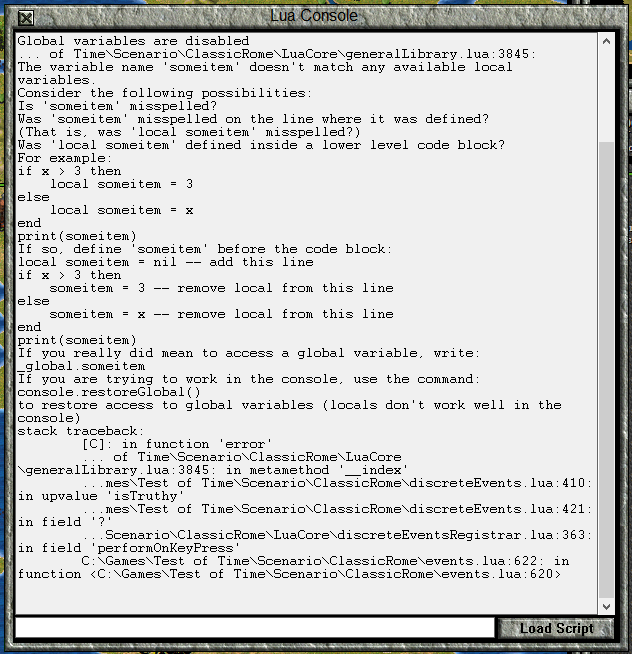 Lua Console
Global variables are disabled
... of Time\Scenario\ClassicRome\LuaCore\generalLibrary.lua:3845:
The variable name 'someitem' doesn't match any available local
variables.
Consider the following possibilities:
Is 'someitem' misspelled?
Was 'someitem' misspelled on the line where it was defined?
(That is, was 'local someitem' misspelled?)
Was 'local someitem' defined inside a lower level code block?
For example:
if x > 3 then
    local someitem = 3
else
    local someitem = x
end
print(someitem)
If so, define 'someitem' before the code block:
local someitem = nil -- add this line
if x > 3 then
    someitem = 3 -- remove local from this line
else
    someitem = x -- remove local from this line
end
print(someitem)
If you really did mean to access a global variable, write:
_global.someitem
If you are trying to work in the console, use the command:
console.restoreGlobal()
to restore access to global variables (locals don't work well in the
console)
stack traceback:
        [C]: in function 'error'
        ... of Time\Scenario\ClassicRome\LuaCore
\generalLibrary.lua:3845: in metamethod '__index'
        ...mes\Test of Time\Scenario\ClassicRome\discreteEvents.lua:410:
in upvalue 'isTruthy'
        ...mes\Test of Time\Scenario\ClassicRome\discreteEvents.lua:421:
in field '?'
        ...Scenario\ClassicRome\LuaCore\discreteEventsRegistrar.lua:363:
in field 'performOnKeyPress'
        C:\Games\Test of Time\Scenario\ClassicRome\events.lua:622: in
function <C:\Games\Test of Time\Scenario\ClassicRome\events.lua:620>
Load Script